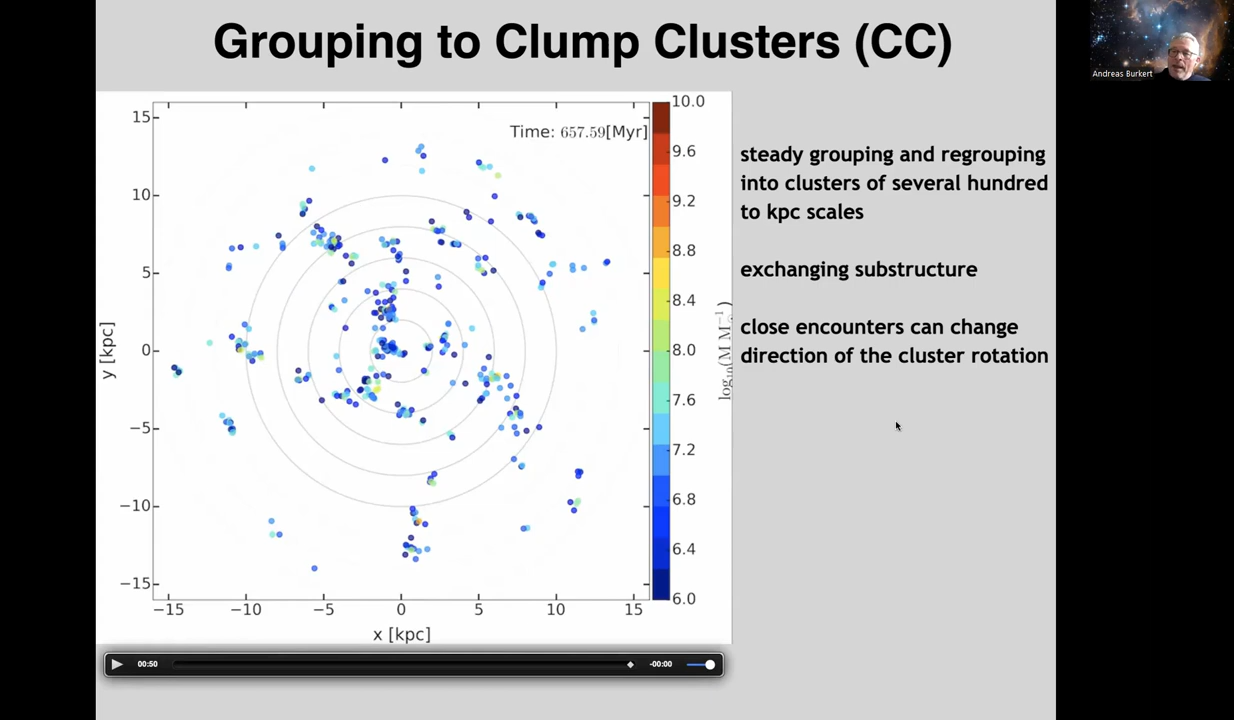 Grouping to Clump Clusters (CC)
Andreas Burkert
Time: 657.59[Myr]
15
10
5
0
−5
−10
−15
y [kpc]
−15 −10 −5 0 5 10 15
x [kpc]
10.0
9.6
9.2
8.8
8.4
8.0
7.6
7.2
6.8
6.4
6.0
steady grouping and regrouping
into clusters of several hundred
to kpc scales
exchanging substructure
close encounters can change
direction of the cluster rotation
00:50 -00:00